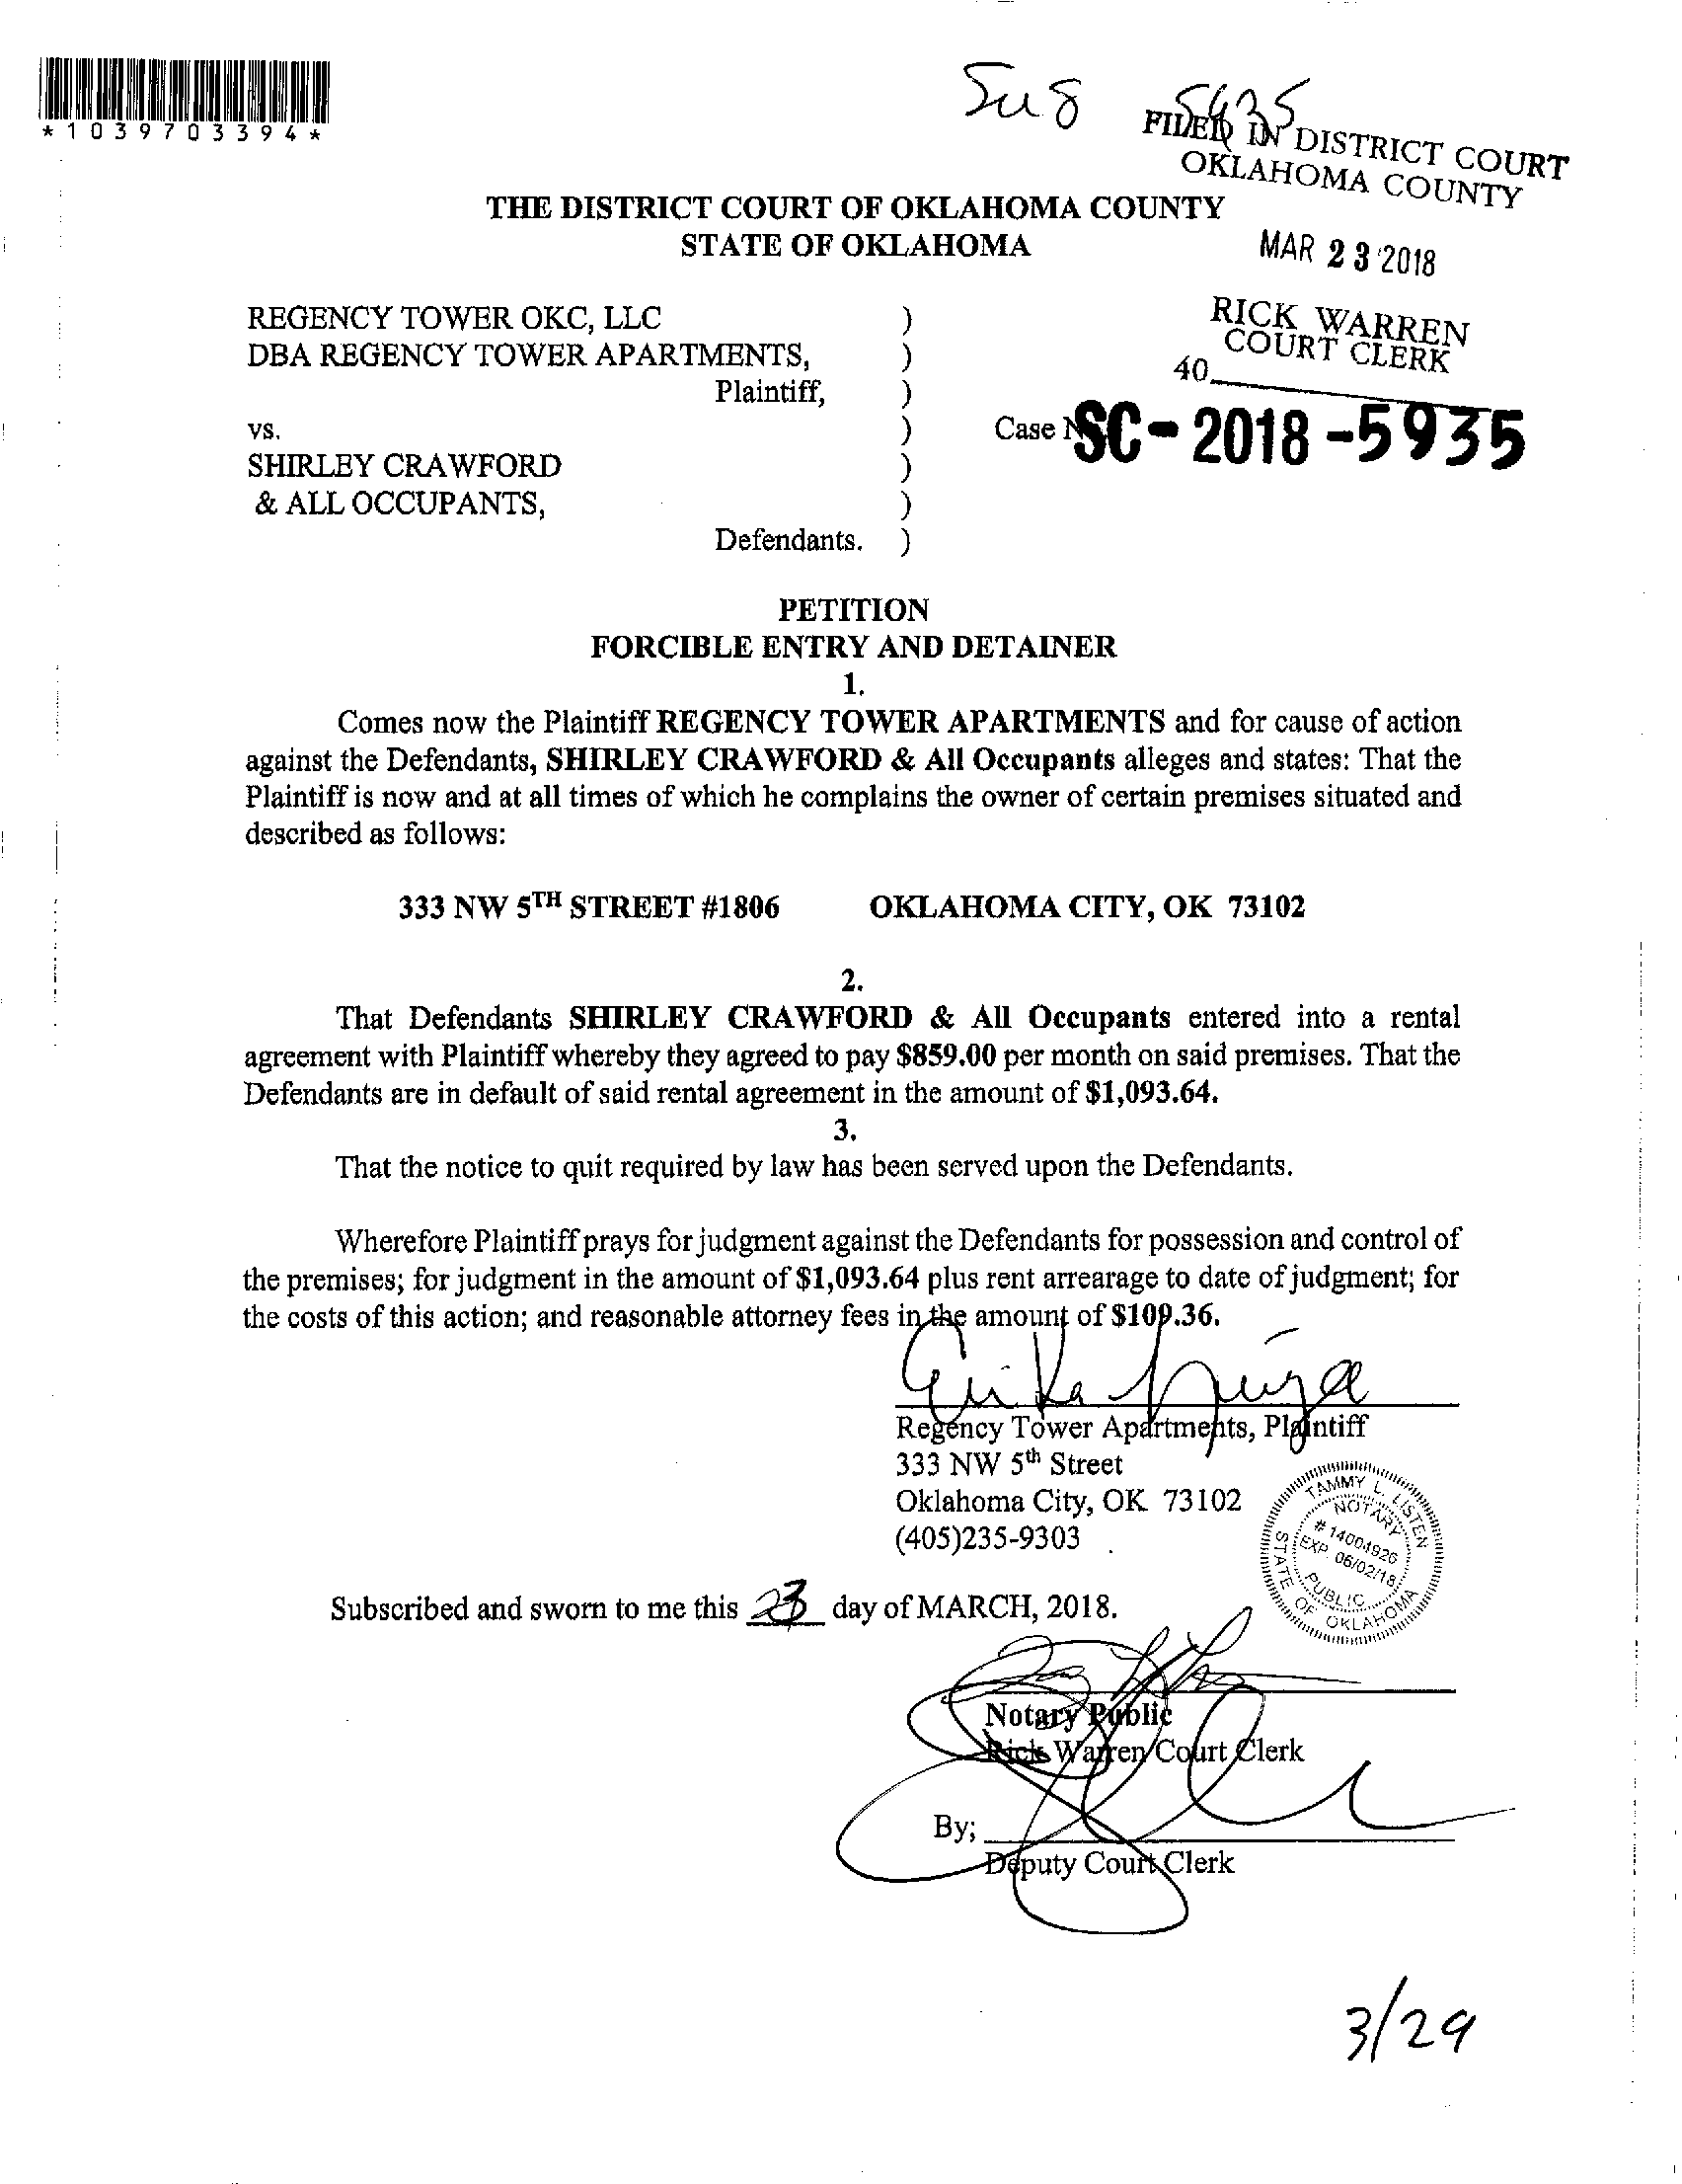 *1039703394*
5935
FILED IN DISTRICT COURT
OKLAHOMA COUNTY
THE DISTRICT COURT OF OKLAHOMA COUNTY
STATE OF OKLAHOMA
MAR 23 2018
REGENCY TOWER OKC, LLC )
DBA REGENCY TOWER APARTMENTS, )
Plaintiff, )
RICK WARREN
COURT CLERK
40
vs. )
Case SC-2018-5935
SHIRLEY CRAWFORD )
& ALL OCCUPANTS, )
Defendants. )
PETITION
FORCIBLE ENTRY AND DETAINER
1.
Comes now the Plaintiff REGENCY TOWER APARTMENTS and for cause of action
against the Defendants, SHIRLEY CRAWFORD & All Occupants alleges and states: That the
Plaintiff is now and at all times of which he complains the owner of certain premises situated and
described as follows:
333 NW 5TH STREET #1806 OKLAHOMA CITY, OK 73102
2.
That Defendants SHIRLEY CRAWFORD & All Occupants entered into a rental
agreement with Plaintiff whereby they agreed to pay $859.00 per month on said premises. That the
Defendants are in default of said rental agreement in the amount of $1,093.64.
3.
That the notice to quit required by law has been served upon the Defendants.
Wherefore Plaintiff prays for judgment against the Defendants for possession and control of
the premises; for judgment in the amount of $1,093.64 plus rent arrearage to date of judgment; for
the costs of this action; and reasonable attorney fees in the amount of $109.36.
Regency Tower Apartments, Plaintiff
333 NW 5th Street
Oklahoma City, OK 73102
(405)235-9303
TAMMY L. LISTEN
NOTARY
# 14004926
EXP. 06/02/18
PUBLIC
STATE OF OKLAHOMA
Subscribed and sworn to me this 23 day of MARCH, 2018.
Notary Public
Rick Warren Court Clerk
By;
Deputy Court Clerk
3/29